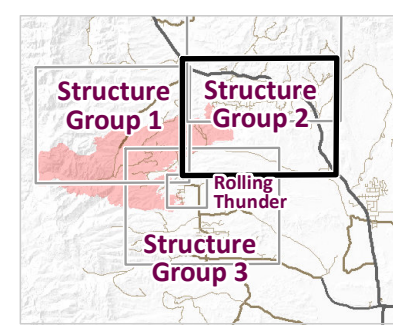 Structure
Group 1
Structure
Group 2
Rolling
Thunder
Structure
Group 3